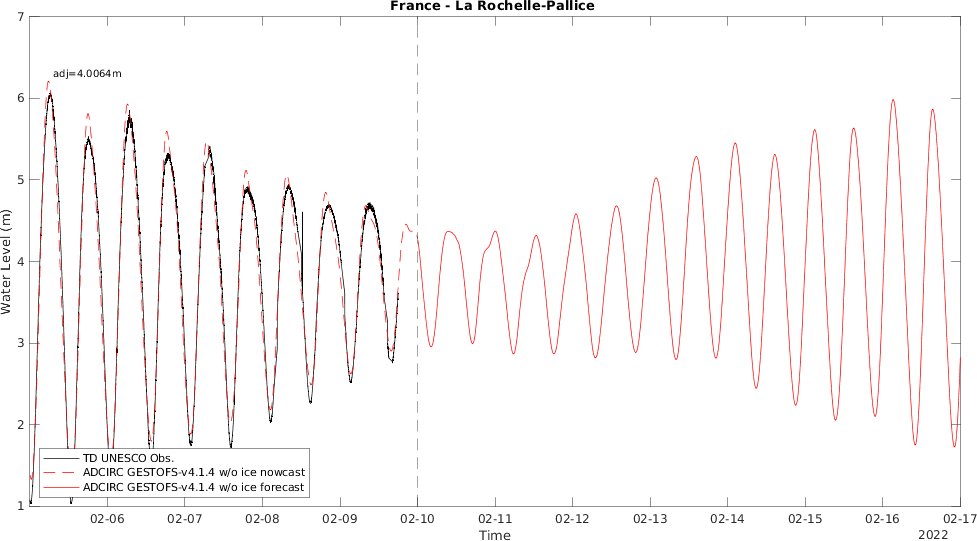 France - La Rochelle-Pallice
adj=4.0064m
Water Level (m)
7
6
5
4
3
2
1
TD UNESCO Obs.
ADCIRC GESTOFS-v4.1.4 w/o ice nowcast
ADCIRC GESTOFS-v4.1.4 w/o ice forecast
02-06 02-07 02-08 02-09 02-10 02-11 02-12 02-13 02-14 02-15 02-16 02-17
Time
2022